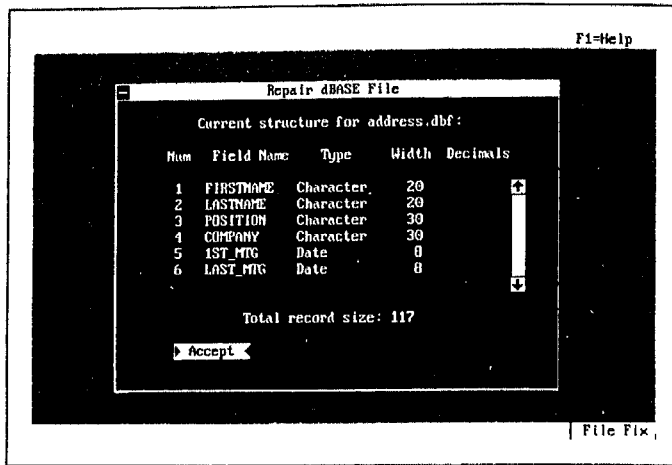 F1=Help
Repair dBASE File
Current structure for address.dbf:
Num Field Name Type Width Decimals
1 FIRSTNAME Character 20
2 LASTNAME Character 20
3 POSITION Character 30
4 COMPANY Character 30
5 1ST_MTG Date 8
6 LAST_MTG Date 8
Total record size: 117
Accept
File Fix